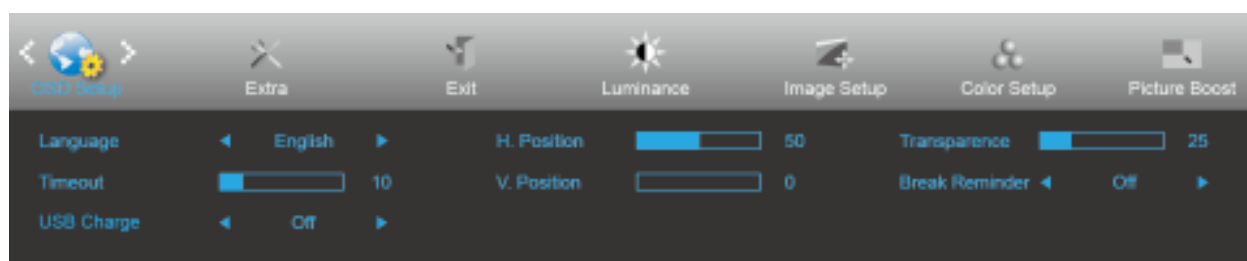 OSD Setup Extra Exit Luminance Image Setup Color Setup Picture Boost
Language English H. Position 50 Transparence 25
Timeout 10 V. Position 0 Break Reminder Off
USB Charge Off